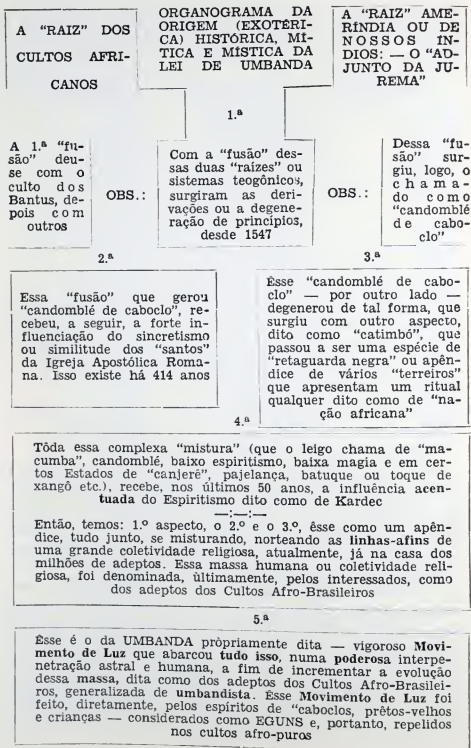 A "RAIZ" DOS
CULTOS AFRI-
CANOS
ORGANOGRAMA DA
ORIGEM (EXOTÉRI-
CA) HISTÓRICA, MÍ-
TICA E MÍSTICA DA
LEI DE UMBANDA
A "RAIZ" AME-
RÍNDIA OU DE
NOSSOS ÍN-
DIOS: — O "AD-
JUNTO DA JU-
REMA"
1.ª
A 1.ª "fu-
são" deu-
se com o
culto dos
Bantus, de-
pois com
outros
OBS.:
Com a "fusão" des-
sas duas "raízes" ou
sistemas teogônicos,
surgiram as deri-
vações ou a degene-
ração de princípios,
desde 1547
OBS.:
Dessa "fu-
são" sur-
giu, logo, o
chama-
do como
"candomblé
de cabo-
clo"
2.ª
3.ª
Essa "fusão" que gerou
"candomblé de caboclo", re-
cebeu, a seguir, a forte in-
fluenciação do sincretismo
ou similitude dos "santos"
da Igreja Apostólica Roma-
na. Isso existe há 414 anos
Êsse "candomblé de cabo-
clo" — por outro lado —
degenerou de tal forma, que
surgiu com outro aspecto,
dito como "catimbó", que
passou a ser uma espécie de
"retaguarda negra" ou apên-
dice de vários "terreiros"
que apresentam um ritual
qualquer dito como de "na-
ção africana"
4.ª
Tôda essa complexa "mistura" (que o leigo chama de "ma-
cumba", candomblé, baixo espiritismo, baixa magia e em cer-
tos Estados de "canjerê", pajelança, batuque ou toque de
xangô etc.), recebe, nos últimos 50 anos, a influência acen-
tuada do Espiritismo dito como de Kardec
—:—:—
Então, temos: 1.º aspecto, o 2.º e o 3.º, êsse como um apên-
dice, tudo junto, se misturando, norteando as linhas-afins de
uma grande coletividade religiosa, atualmente, já na casa dos
milhões de adeptos. Essa massa humana ou coletividade reli-
giosa, foi denominada, ùltimamente, pelos interessados, como
dos adeptos dos Cultos Afro-Brasileiros
5.ª
Êsse é o da UMBANDA pròpriamente dita — vigoroso Movi-
mento de Luz que abarcou tudo isso, numa poderosa interpe-
netração astral e humana, a fim de incrementar a evolução
dessa massa, dita como dos adeptos dos Cultos Afro-Brasilei-
ros, generalizada de umbandista. Êsse Movimento de Luz foi
feito, diretamente, pelos espíritos de "caboclos, prêtos-velhos
e crianças — considerados como EGUNS e, portanto, repelidos
nos cultos afro-puros